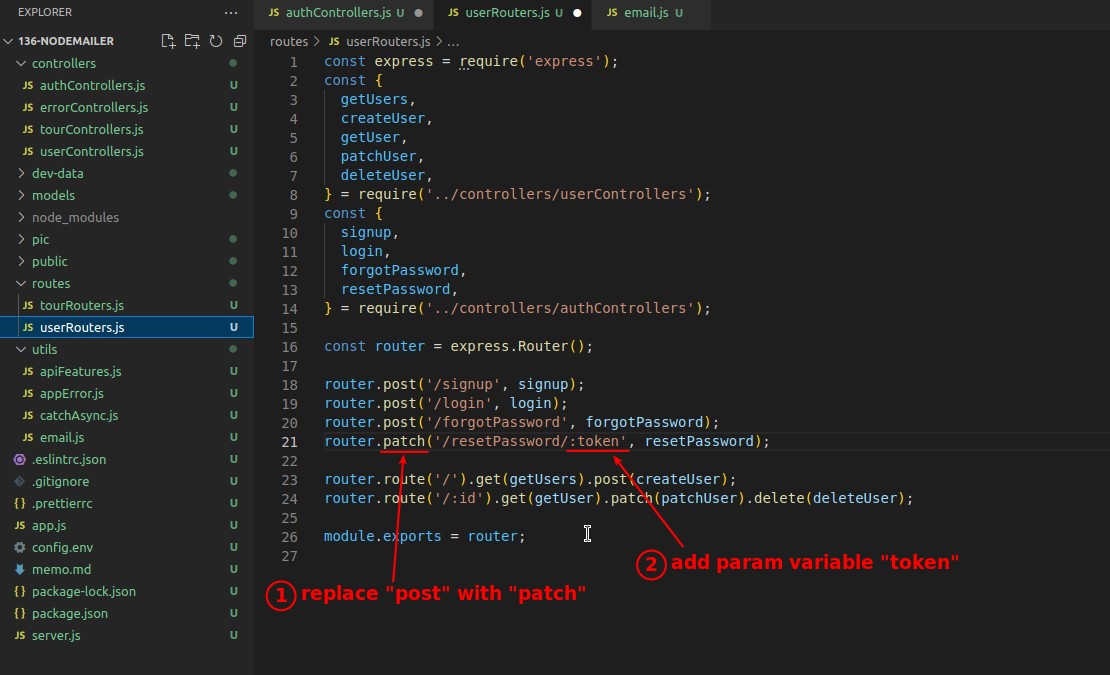 EXPLORER ...
136-NODEMAILER
controllers
JS authControllers.js U
JS errorControllers.js U
JS tourControllers.js U
JS userControllers.js U
dev-data
models
node_modules
pic
public
routes
JS tourRouters.js U
JS userRouters.js U
utils
JS apiFeatures.js U
JS appError.js U
JS catchAsync.js U
JS email.js U
.eslintrc.json U
.gitignore U
{} .prettierrc U
JS app.js U
config.env U
memo.md U
{} package-lock.json U
{} package.json U
JS server.js U
JS authControllers.js U JS userRouters.js U JS email.js U
routes > JS userRouters.js > ...
1 const express = require('express');
2 const {
3 getUsers,
4 createUser,
5 getUser,
6 patchUser,
7 deleteUser,
8 } = require('../controllers/userControllers');
9 const {
10 signup,
11 login,
12 forgotPassword,
13 resetPassword,
14 } = require('../controllers/authControllers');
15
16 const router = express.Router();
17
18 router.post('/signup', signup);
19 router.post('/login', login);
20 router.post('/forgotPassword', forgotPassword);
21 router.patch('/resetPassword/:token', resetPassword);
22
23 router.route('/').get(getUsers).post(createUser);
24 router.route('/:id').get(getUser).patch(patchUser).delete(deleteUser);
25
26 module.exports = router;
27
2 add param variable "token"
1 replace "post" with "patch"